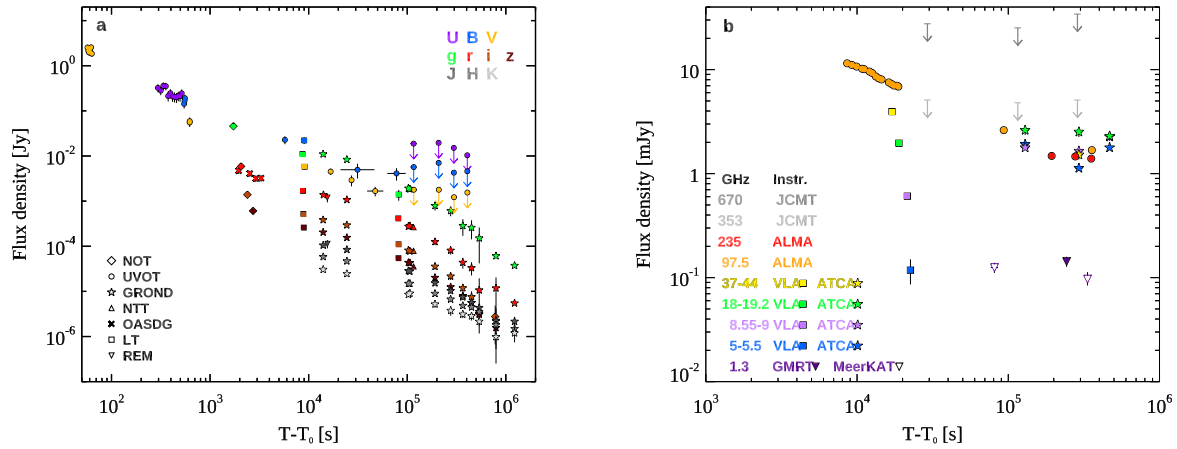 a
U B V
g r i z
J H K
10^0
10^-2
10^-4
10^-6
Flux density [Jy]
NOT
UVOT
GROND
NTT
OASDG
LT
REM
10^2 10^3 10^4 10^5 10^6
T-T_0 [s]
b
100
10
1
10^-1
10^-2
Flux density [mJy]
GHz Instr.
670 JCMT
353 JCMT
235 ALMA
97.5 ALMA
37-44 VLA ATCA
18-19.2 VLA ATCA
8.55-9 VLA ATCA
5-5.5 VLA ATCA
1.3 GMRT MeerKAT
10^3 10^4 10^5 10^6
T-T_0 [s]